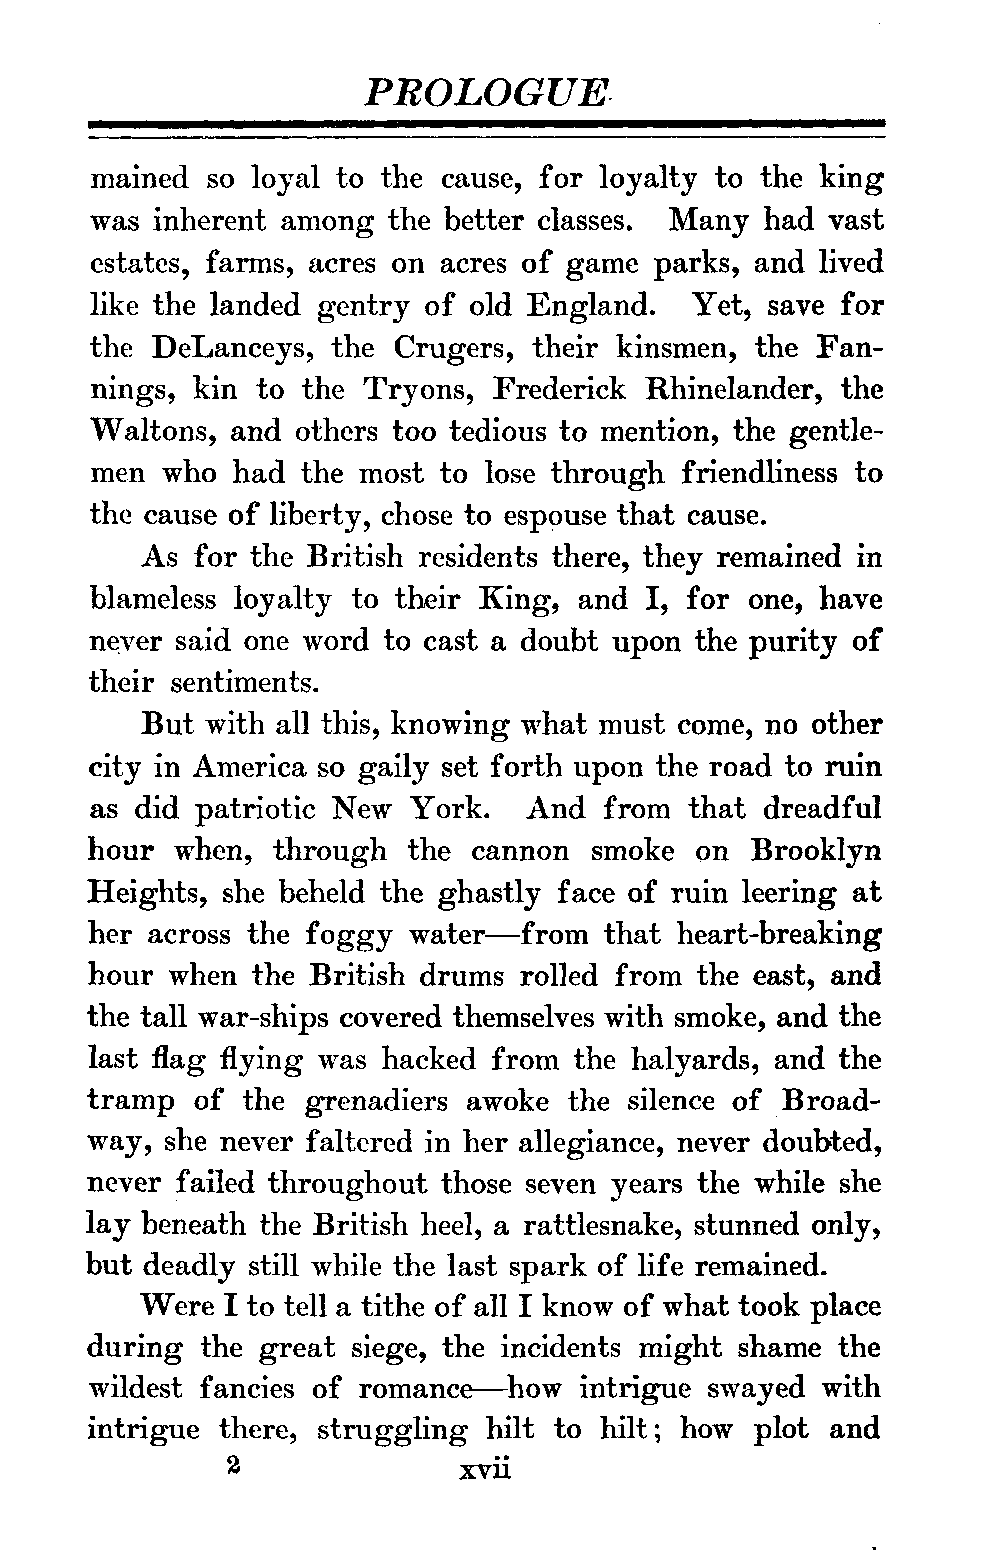 PROLOGUE
mained so loyal to the cause, for loyalty to the king
was inherent among the better classes. Many had vast
estates, farms, acres on acres of game parks, and lived
like the landed gentry of old England. Yet, save for
the DeLanceys, the Crugers, their kinsmen, the Fan-
nings, kin to the Tryons, Frederick Rhinelander, the
Waltons, and others too tedious to mention, the gentle-
men who had the most to lose through friendliness to
the cause of liberty, chose to espouse that cause.
As for the British residents there, they remained in
blameless loyalty to their King, and I, for one, have
never said one word to cast a doubt upon the purity of
their sentiments.
But with all this, knowing what must come, no other
city in America so gaily set forth upon the road to ruin
as did patriotic New York. And from that dreadful
hour when, through the cannon smoke on Brooklyn
Heights, she beheld the ghastly face of ruin leering at
her across the foggy water—from that heart-breaking
hour when the British drums rolled from the east, and
the tall war-ships covered themselves with smoke, and the
last flag flying was hacked from the halyards, and the
tramp of the grenadiers awoke the silence of Broad-
way, she never faltered in her allegiance, never doubted,
never failed throughout those seven years the while she
lay beneath the British heel, a rattlesnake, stunned only,
but deadly still while the last spark of life remained.
Were I to tell a tithe of all I know of what took place
during the great siege, the incidents might shame the
wildest fancies of romance—how intrigue swayed with
intrigue there, struggling hilt to hilt; how plot and
2 xvii